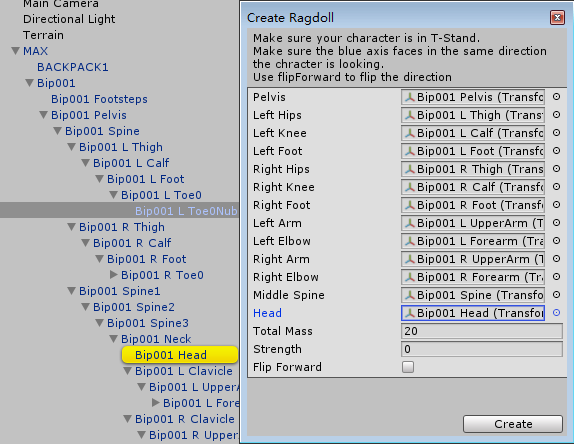 Main Camera
Directional Light
Terrain
MAX
BACKPACK1
Bip001
Bip001 Footsteps
Bip001 Pelvis
Bip001 Spine
Bip001 L Thigh
Bip001 L Calf
Bip001 L Foot
Bip001 L Toe0
Bip001 L Toe0Nub
Bip001 R Thigh
Bip001 R Calf
Bip001 R Foot
Bip001 R Toe0
Bip001 Spine1
Bip001 Spine2
Bip001 Spine3
Bip001 Neck
Bip001 Head
Bip001 L Clavicle
Bip001 L UpperA
Bip001 L Fore
Bip001 R Clavicle
Bip001 R Upper
Create Ragdoll
Make sure your character is in T-Stand.
Make sure the blue axis faces in the same direction
the chracter is looking.
Use flipForward to flip the direction
Pelvis Bip001 Pelvis (Transfo
Left Hips Bip001 L Thigh (Transf
Left Knee Bip001 L Calf (Transfo
Left Foot Bip001 L Foot (Transfo
Right Hips Bip001 R Thigh (Transf
Right Knee Bip001 R Calf (Transfo
Right Foot Bip001 R Foot (Transfo
Left Arm Bip001 L UpperArm (T
Left Elbow Bip001 L Forearm (Tra
Right Arm Bip001 R UpperArm (T
Right Elbow Bip001 R Forearm (Tra
Middle Spine Bip001 Spine (Transfo
Head Bip001 Head (Transfo
Total Mass 20
Strength 0
Flip Forward
Create